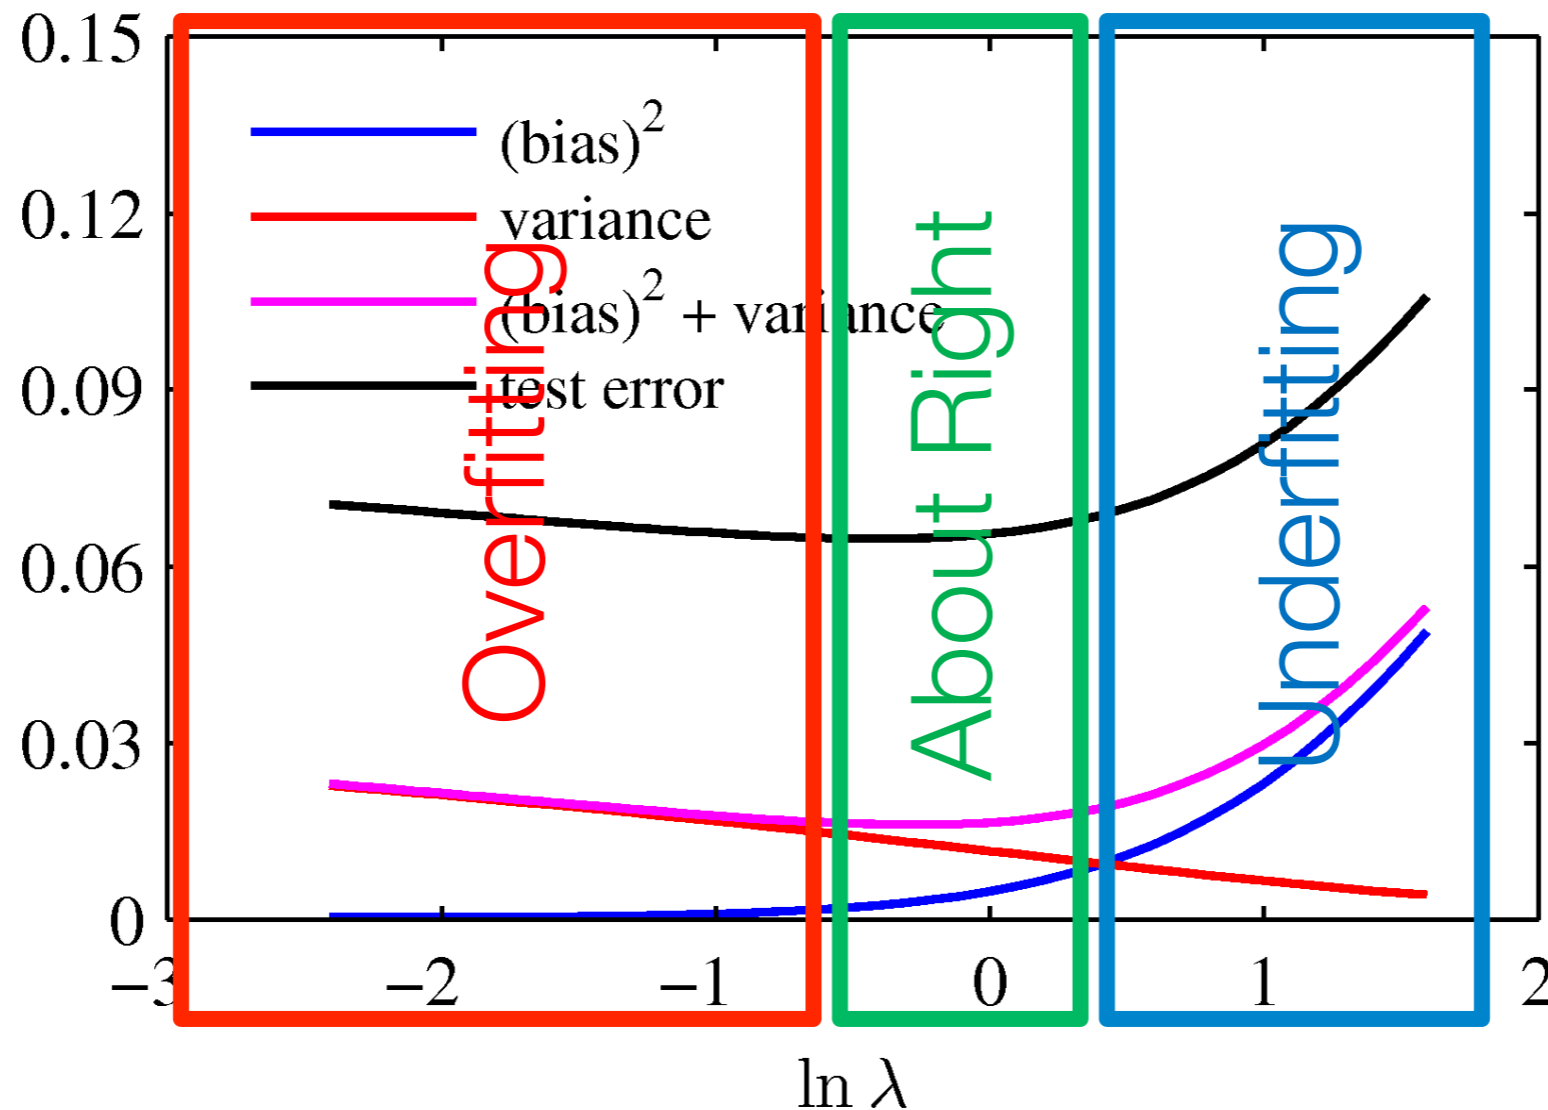 0.15
0.12
0.09
0.06
0.03
0
(bias)²
variance
(bias)² + variance
test error
Overfitting
About Right
Underfitting
−3 −2 −1 0 1 2
ln λ